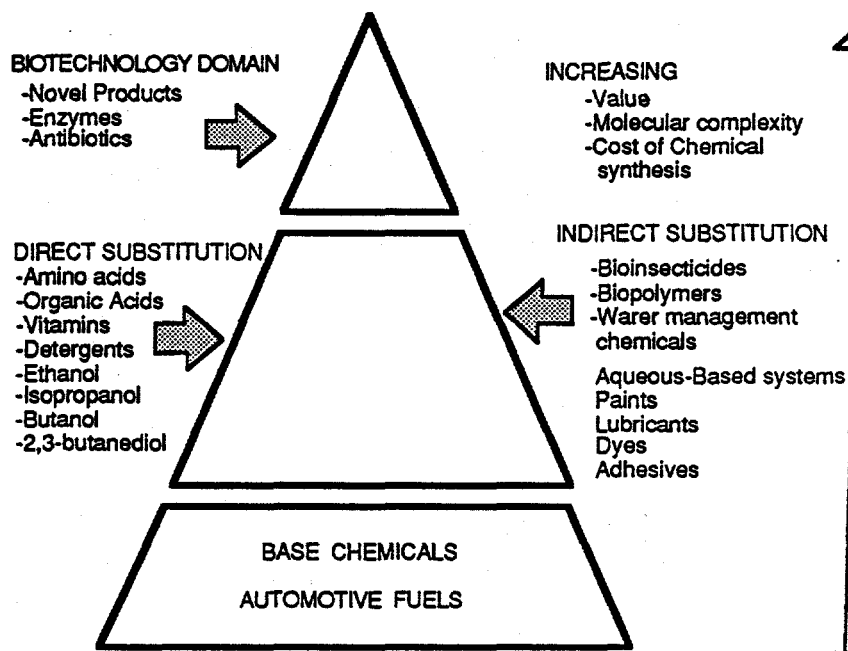 BIOTECHNOLOGY DOMAIN
-Novel Products
-Enzymes
-Antibiotics
INCREASING
-Value
-Molecular complexity
-Cost of Chemical
synthesis
DIRECT SUBSTITUTION
-Amino acids
-Organic Acids
-Vitamins
-Detergents
-Ethanol
-Isopropanol
-Butanol
-2,3-butanediol
INDIRECT SUBSTITUTION
-Bioinsecticides
-Biopolymers
-Warer management
chemicals
Aqueous-Based systems
Paints
Lubricants
Dyes
Adhesives
BASE CHEMICALS
AUTOMOTIVE FUELS